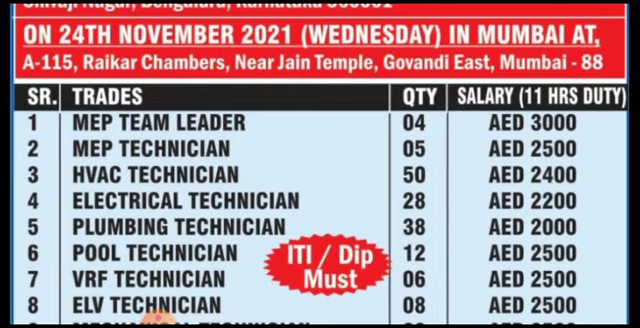 ON 24TH NOVEMBER 2021 (WEDNESDAY) IN MUMBAI AT,
A-115, Raikar Chambers, Near Jain Temple, Govandi East, Mumbai - 88
SR. TRADES QTY SALARY (11 HRS DUTY)
1 MEP TEAM LEADER 04 AED 3000
2 MEP TECHNICIAN 05 AED 2500
3 HVAC TECHNICIAN 50 AED 2400
4 ELECTRICAL TECHNICIAN 28 AED 2200
5 PLUMBING TECHNICIAN 38 AED 2000
6 POOL TECHNICIAN 12 AED 2500
ITI / Dip
Must
7 VRF TECHNICIAN 06 AED 2500
8 ELV TECHNICIAN 08 AED 2500